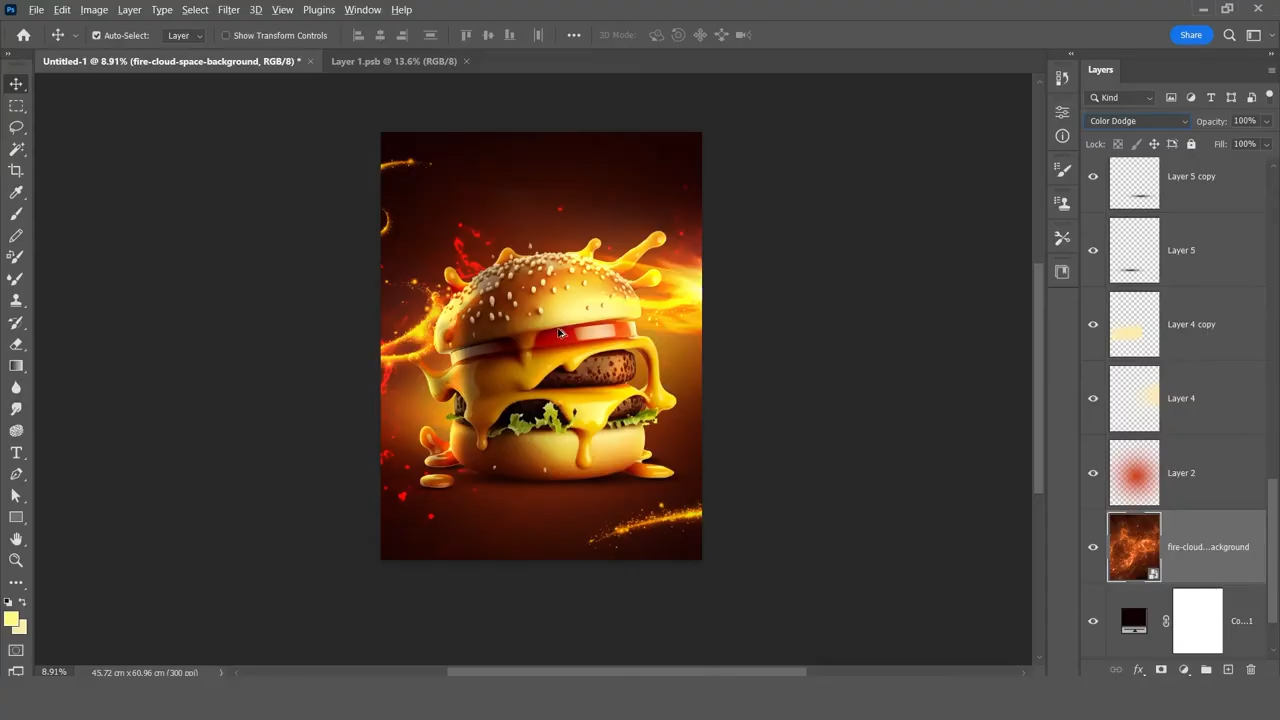 Ps File Edit Image Layer Type Select Filter 3D View Plugins Window Help
Auto-Select: Layer Show Transform Controls 3D Mode: Share
Untitled-1 @ 8.91% (fire-cloud-space-background, RGB/8) * Layer 1.psb @ 13.6% (RGB/8)
Layers
Kind
Color Dodge Opacity: 100%
Lock: Fill: 100%
Layer 5 copy
Layer 5
Layer 4 copy
Layer 4
Layer 2
fire-cloud...ackground
Co...1
8.91% 45.72 cm x 60.96 cm (300 ppi)